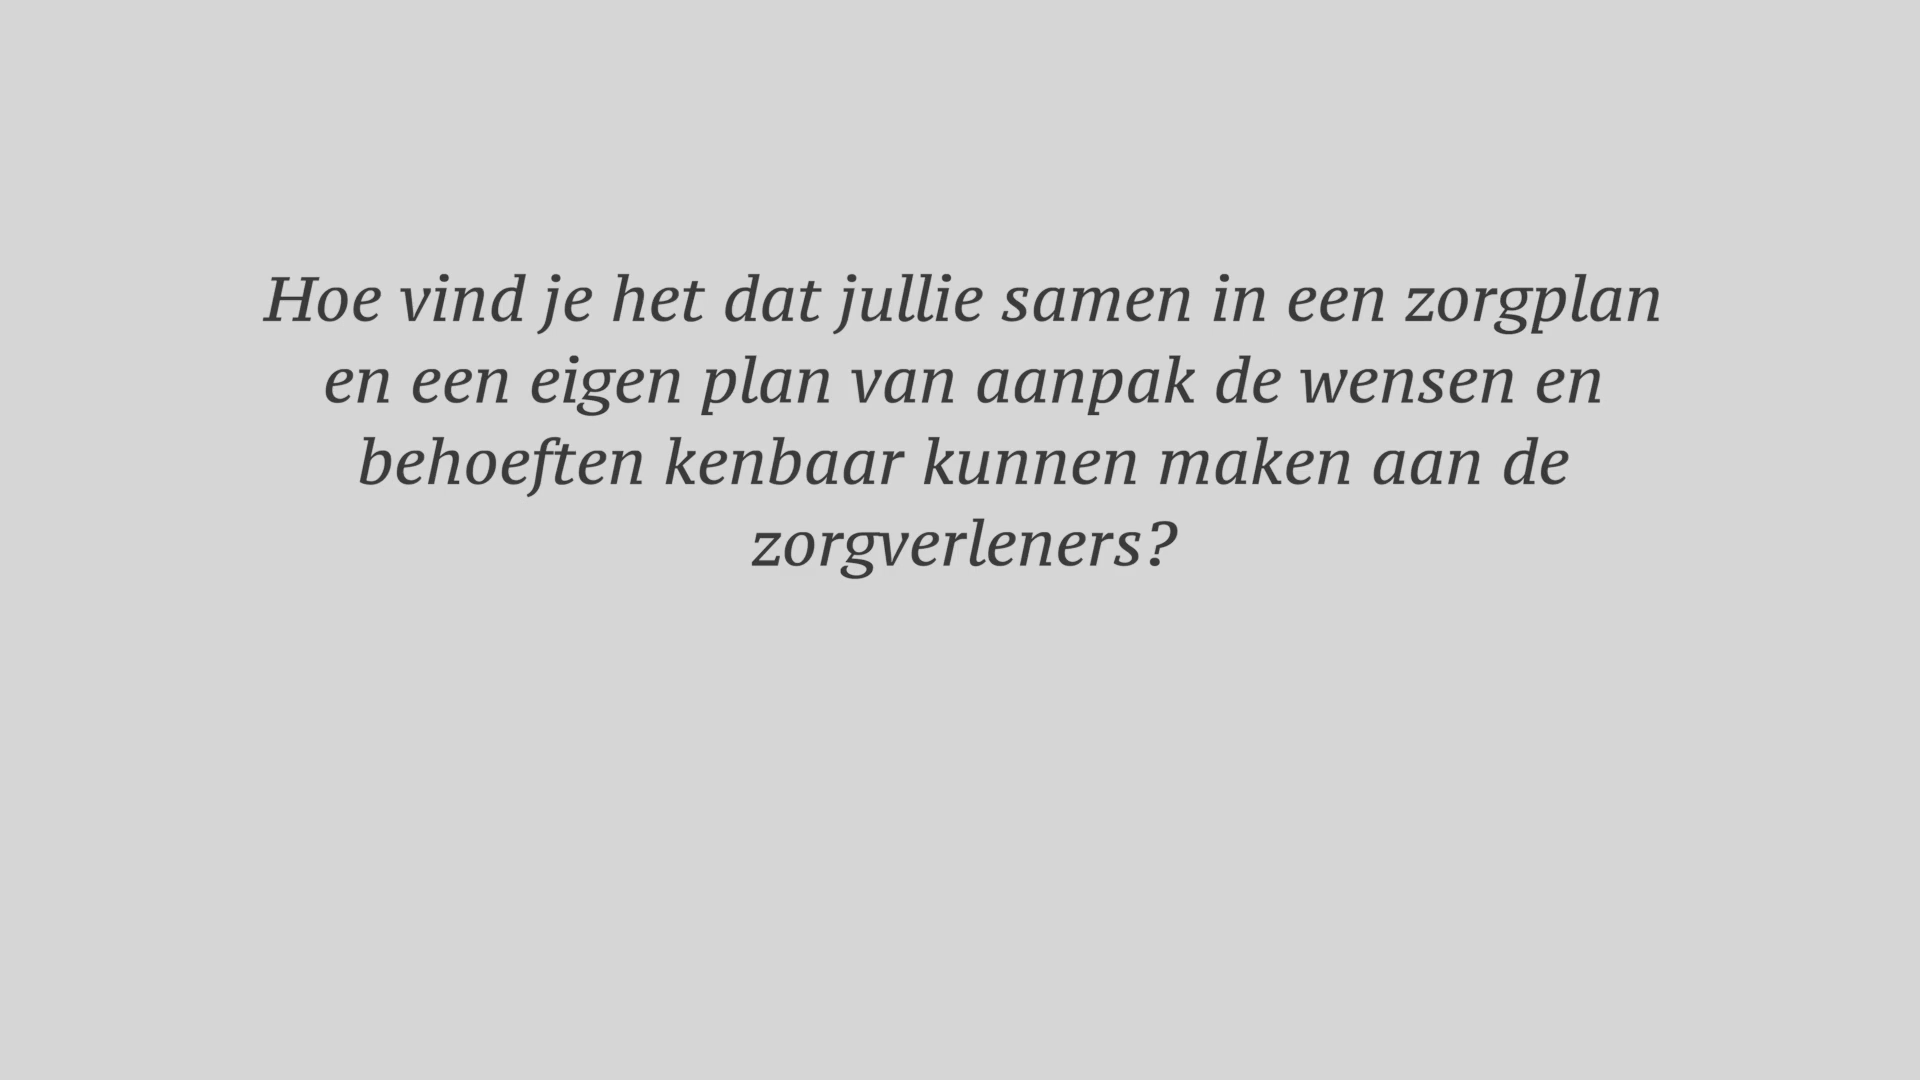 Hoe vind je het dat jullie samen in een zorgplan
en een eigen plan van aanpak de wensen en
behoeften kenbaar kunnen maken aan de
zorgverleners?